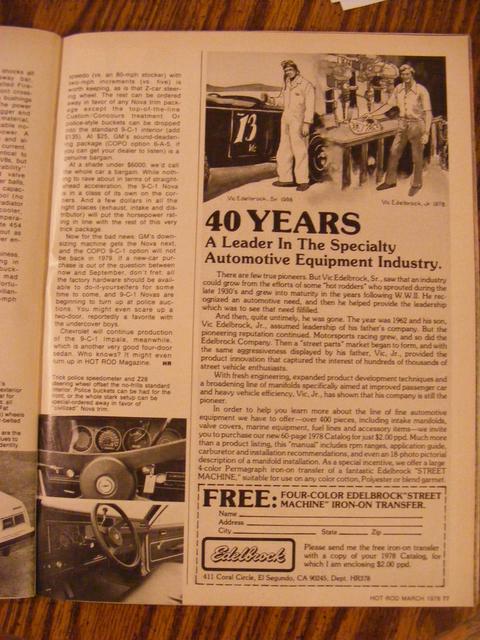 speedo (vs. an 80-mph stocker) with
two-mph increments (vs. five) is
worth keeping, as is that Z-car steer-
ing wheel. The rest can be ordered
away in favor of any Nova trim pack-
age except the top-of-the-line
Custom/Concours treatment. Or
police-style buckets can be dropped
into the standard 9-C-1 interior (add
$135). At $25, GM's sound-deaden-
ing package (COPO option 6-A-5, if
you can get your dealer to listen) is a
genuine bargain.
At a shade under $6000, we'd call
the whole car a bargain. While noth-
ing to rave about in terms of straight-
ahead acceleration, the 9-C-1 Nova
is in a class of its own on the cor-
ners. And a few dollars in all the
right places (exhaust, intake and dis-
tributor) will put the horsepower rat-
ing in line with the rest of this very
trick package.
Now for the bad news: GM's down-
sizing machine gets the Nova next,
and the COPO 9-C-1 option will not
be back in 1979. If a new-car pur-
chase is out of the question between
now and September, don't fret; all
the factory hardware should be avail-
able to do-it-yourselfers for some
time to come, and 9-C-1 Novas are
beginning to turn up at police auc-
tions. You might even scare up a
two-door, reportedly a favorite with
the undercover boys.
Chevrolet will continue production
of the 9-C-1 Impala, meanwhile,
which is another very good four-door
sedan. Who knows? It might even
turn up in HOT ROD Magazine. HR
Trick police speedometer and Z28
steering wheel offset the no-frills standard
interior. Police buckets can be had for the
front, or the whole stark setup can be
special-ordered away in favor of
"civilized" Nova trim.
13
Vic Edelbrock, Sr. 1938
Vic Edelbrock, Jr. 1978
40 YEARS
A Leader In The Specialty
Automotive Equipment Industry.
There are few true pioneers. But Vic Edelbrock, Sr., saw that an industry
could grow from the efforts of some "hot rodders" who sprouted during the
late 1930's and grew into maturity in the years following W.W.II. He rec-
ognized an automotive need, and then he helped provide the leadership
which was to see that need fulfilled.
And then, quite untimely, he was gone. The year was 1962 and his son,
Vic Edelbrock, Jr., assumed leadership of his father's company. But the
pioneering reputation continued. Motorsports racing grew, and so did the
Edelbrock Company. Then a "street parts" market began to form, and with
the same aggressiveness displayed by his father, Vic, Jr., provided the
product innovation that captured the interest of hundreds of thousands of
street vehicle enthusiasts.
With fresh engineering, expanded product development techniques and
a broadening line of manifolds specifically aimed at improved passenger car
and heavy vehicle efficiency, Vic, Jr., has shown that his company is still the
pioneer.
In order to help you learn more about the line of fine automotive
equipment we have to offer—over 400 pieces, including intake manifolds,
valve covers, marine equipment, fuel lines and accessory items—we invite
you to purchase our new 60-page 1978 Catalog for just $2.00 ppd. Much more
than a product listing, this "manual" includes rpm ranges, application guide,
carburetor and installation recommendations, and even an 18-photo pictorial
description of a manifold installation. As a special incentive, we offer a large
4-color Permagraph iron-on transfer of a fantastic Edelbrock "STREET
MACHINE," suitable for use on any color cotton, Polyester or blend garment.
FREE: FOUR-COLOR EDELBROCK "STREET
MACHINE" IRON-ON TRANSFER.
Name
Address
City State Zip
Edelbrock
Please send me the free iron-on transfer
with a copy of your 1978 Catalog, for
which I am enclosing $2.00 ppd.
411 Coral Circle, El Segundo, CA 90245, Dept. HR378
HOT ROD MARCH 1978 77